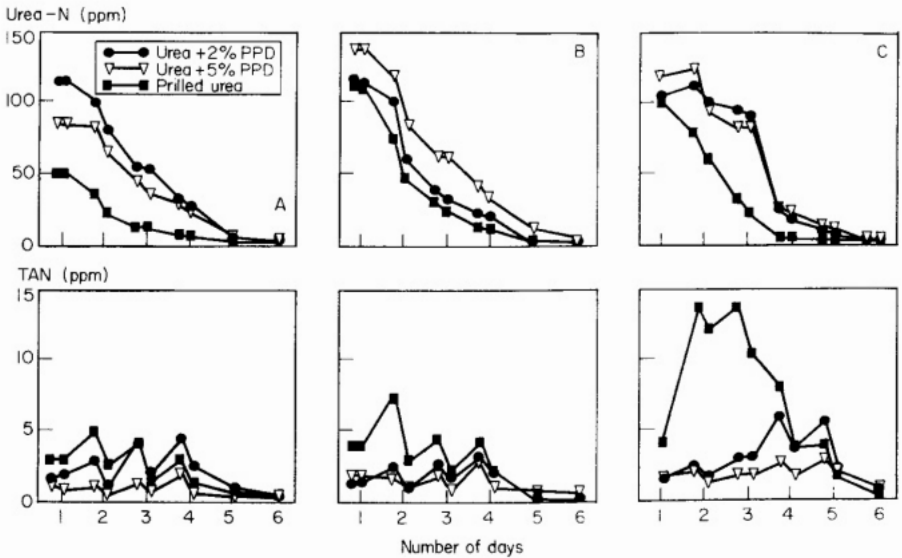 Urea-N (ppm)
150
100
50
0
Urea +2% PPD
Urea +5% PPD
Prilled urea
A
B
C
TAN (ppm)
15
10
5
0
1 2 3 4 5 6
1 2 3 4 5 6
1 2 3 4 5 6
Number of days